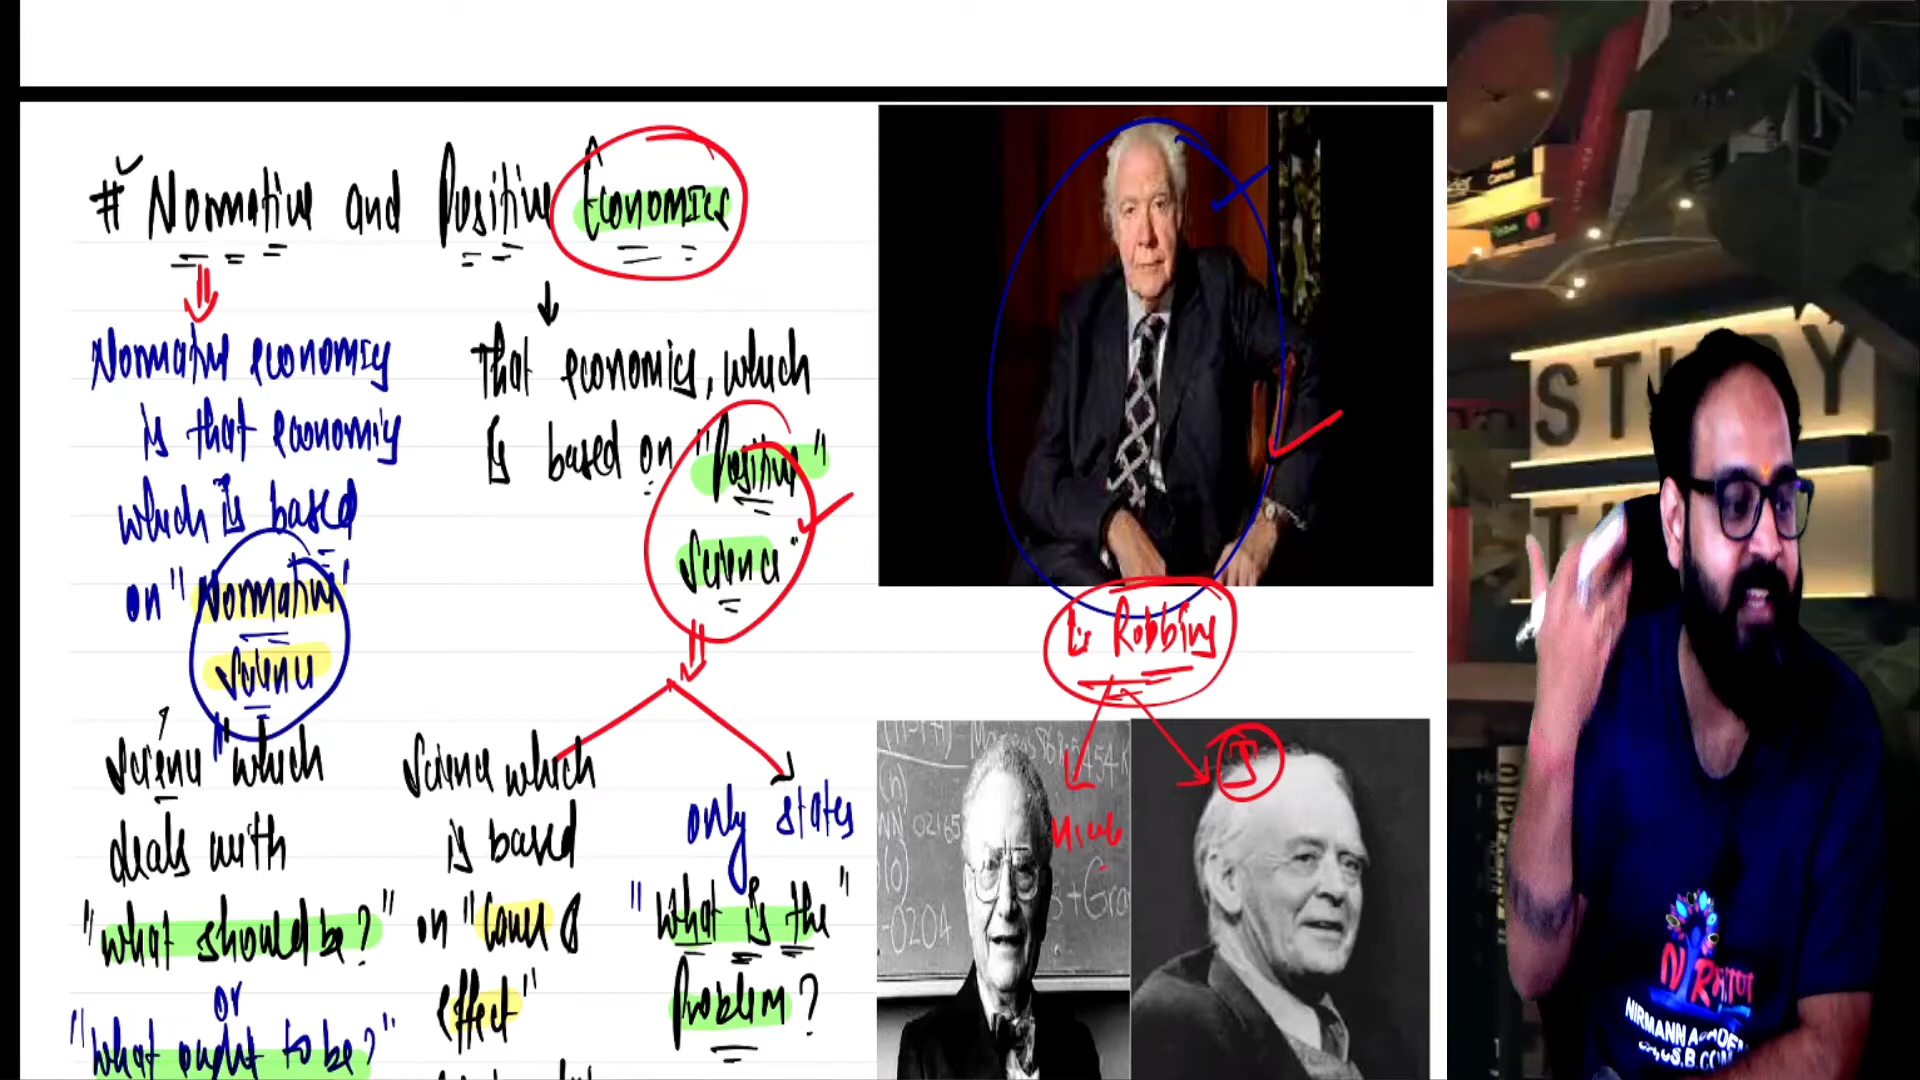 # Normative and Positive Economics
Normative economics
is that economics
which is based
on "Normative
Science"
Science "which
deals with
"what should be?"
or
"what ought to be?"
That economics, which
is based on "Positive"
Science"
Science which
is based
on "Cause &
effect"
only states
"What is the"
Problem?
L. Robbins
J
STUDY
NIRMANN